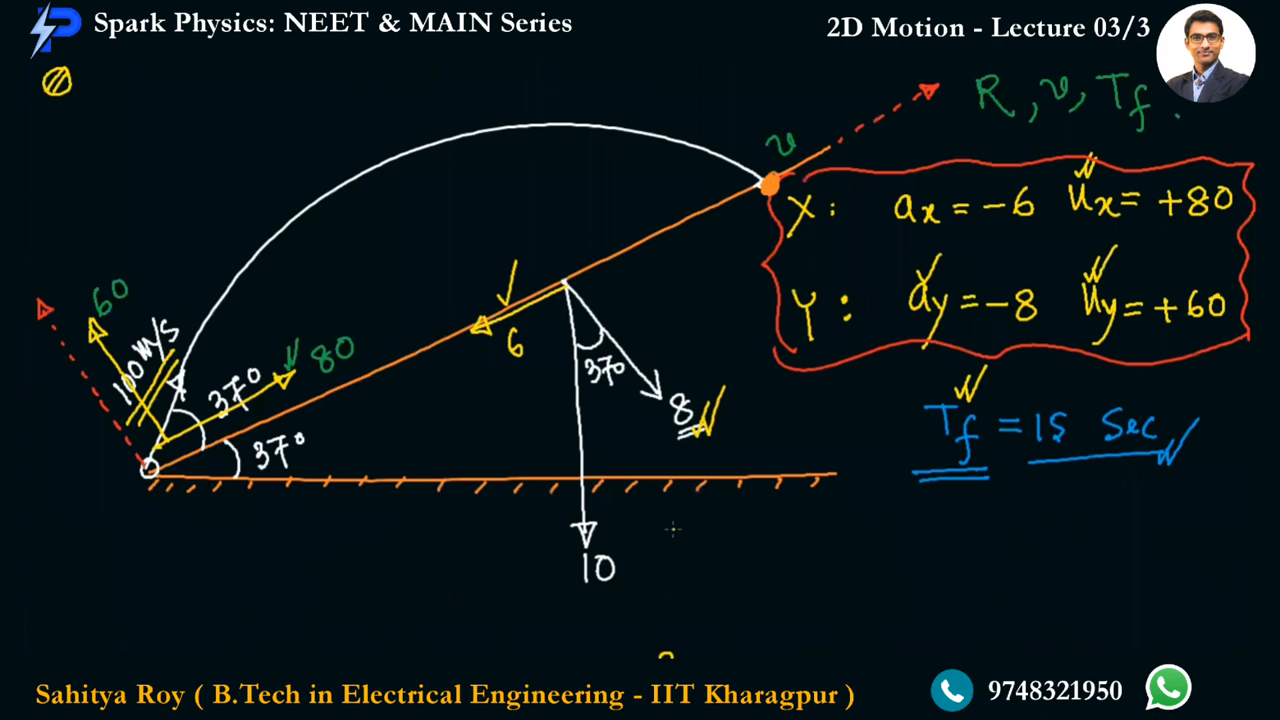 Spark Physics: NEET & MAIN Series
2D Motion - Lecture 03/3
R, v, Tf.
v
X: ax = -6 ux = +80
Y: ay = -8 uy = +60
60
100 m/s
80
37°
37°
6
37°
8
10
Tf = 15 Sec
Sahitya Roy ( B.Tech in Electrical Engineering - IIT Kharagpur )
9748321950